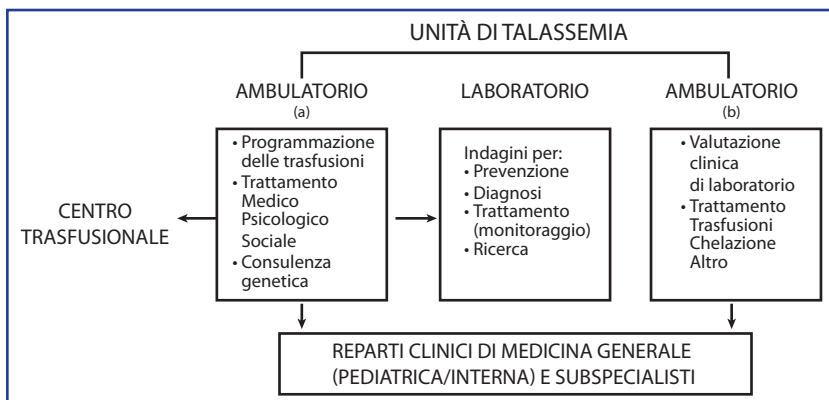 UNITÀ DI TALASSEMIA
AMBULATORIO
(a)
• Programmazione
delle trasfusioni
• Trattamento
Medico
Psicologico
Sociale
• Consulenza
genetica
LABORATORIO
Indagini per:
• Prevenzione
• Diagnosi
• Trattamento
(monitoraggio)
• Ricerca
AMBULATORIO
(b)
• Valutazione
clinica
di laboratorio
• Trattamento
Trasfusioni
Chelazione
Altro
CENTRO
TRASFUSIONALE
REPARTI CLINICI DI MEDICINA GENERALE
(PEDIATRICA/INTERNA) E SUBSPECIALISTI